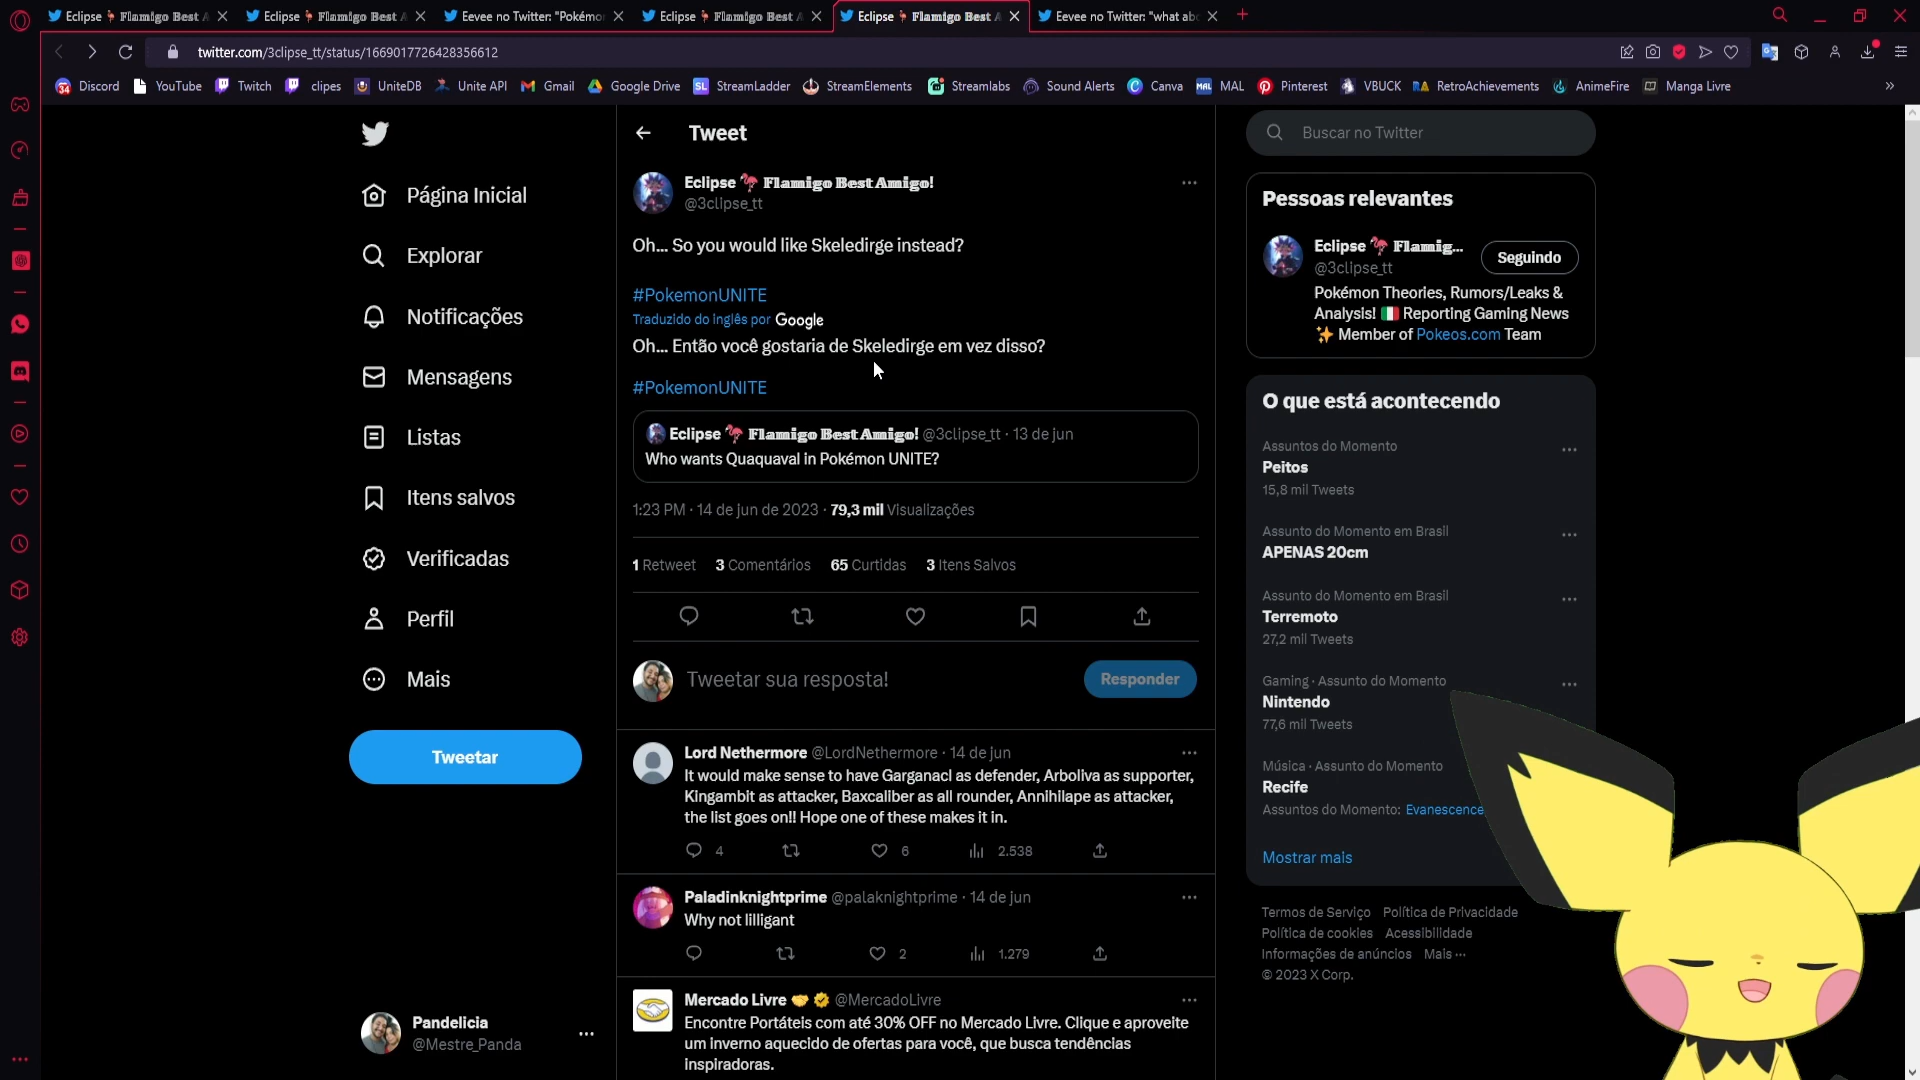 Eclipse 🦩 𝕱𝖑𝖆𝖒𝖎𝖌𝖔 𝕭𝖊𝖘𝖙 A
Eclipse 🦩 𝕱𝖑𝖆𝖒𝖎𝖌𝖔 𝕭𝖊𝖘𝖙 A
Eevee no Twitter: "Pokémo
Eclipse 🦩 𝕱𝖑𝖆𝖒𝖎𝖌𝖔 𝕭𝖊𝖘𝖙 A
Eclipse 🦩 𝕱𝖑𝖆𝖒𝖎𝖌𝖔 𝕭𝖊𝖘𝖙 A
Eevee no Twitter: "what abo
twitter.com/3clipse_tt/status/1669017726428356612
34 Discord YouTube Twitch clipes UniteDB Unite API Gmail Google Drive SL StreamLadder StreamElements Streamlabs Sound Alerts Canva MAL MAL Pinterest VBUCK RA RetroAchievements AnimeFire Manga Livre »
Página Inicial
Explorar
Notificações
Mensagens
Listas
Itens salvos
Verificadas
Perfil
Mais
Tweetar
Pandelicia
@Mestre_Panda
Tweet
Eclipse 🦩 𝕱𝖑𝖆𝖒𝖎𝖌𝖔 𝕭𝖊𝖘𝖙 𝕬𝖒𝖎𝖌𝖔!
@3clipse_tt
Oh... So you would like Skeledirge instead?
#PokemonUNITE
Traduzido do inglês por Google
Oh... Então você gostaria de Skeledirge em vez disso?
#PokemonUNITE
Eclipse 🦩 𝕱𝖑𝖆𝖒𝖎𝖌𝖔 𝕭𝖊𝖘𝖙 𝕬𝖒𝖎𝖌𝖔! @3clipse_tt · 13 de jun
Who wants Quaquaval in Pokémon UNITE?
1:23 PM · 14 de jun de 2023 · 79,3 mil Visualizações
1 Retweet 3 Comentários 65 Curtidas 3 Itens Salvos
Tweetar sua resposta!
Responder
Lord Nethermore @LordNethermore · 14 de jun
It would make sense to have Garganacl as defender, Arboliva as supporter,
Kingambit as attacker, Baxcaliber as all rounder, Annihilape as attacker,
the list goes on!! Hope one of these makes it in.
4 6 2.538
Paladinknightprime @palaknightprime · 14 de jun
Why not lilligant
2 1.279
Mercado Livre 🤝 @MercadoLivre
Encontre Portáteis com até 30% OFF no Mercado Livre. Clique e aproveite
um inverno aquecido de ofertas para você, que busca tendências
inspiradoras.
Buscar no Twitter
Pessoas relevantes
Eclipse 🦩 𝕱𝖑𝖆𝖒𝖎𝖌...
@3clipse_tt
Seguindo
Pokémon Theories, Rumors/Leaks &
Analysis! 🇮🇹 Reporting Gaming News
✨ Member of Pokeos.com Team
O que está acontecendo
Assuntos do Momento
Peitos
15,8 mil Tweets
Assunto do Momento em Brasil
APENAS 20cm
Assunto do Momento em Brasil
Terremoto
27,2 mil Tweets
Gaming · Assunto do Momento
Nintendo
77,6 mil Tweets
Música · Assunto do Momento
Recife
Assuntos do Momento: Evanescence
Mostrar mais
Termos de Serviço Política de Privacidade
Política de cookies Acessibilidade
Informações de anúncios Mais ···
© 2023 X Corp.